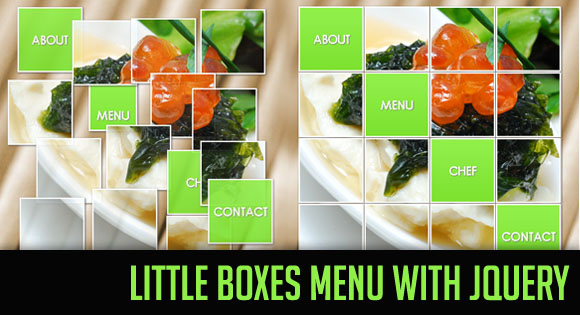 ABOUT
MENU
CH
CONTACT
ABOUT
MENU
CHEF
CONTACT
LITTLE BOXES MENU WITH JQUERY